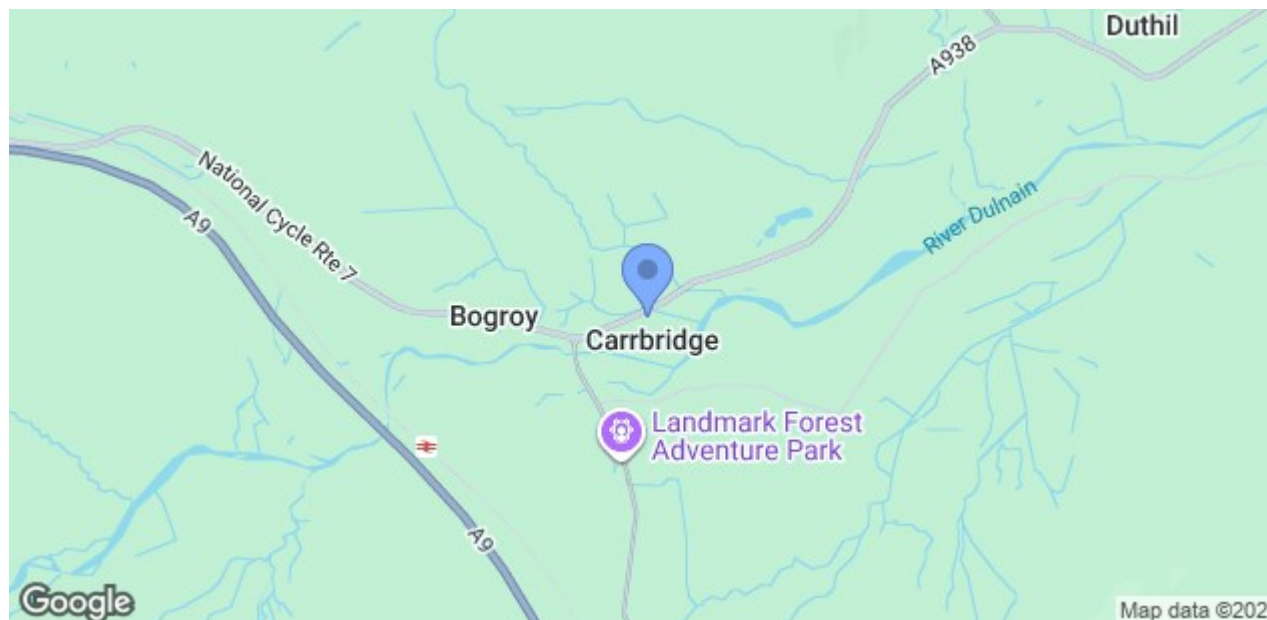 Duthil
A938
National Cycle Rte 7
A9
River Dulnain
Bogroy
Carrbridge
Landmark Forest
Adventure Park
A9
Google
Map data ©202